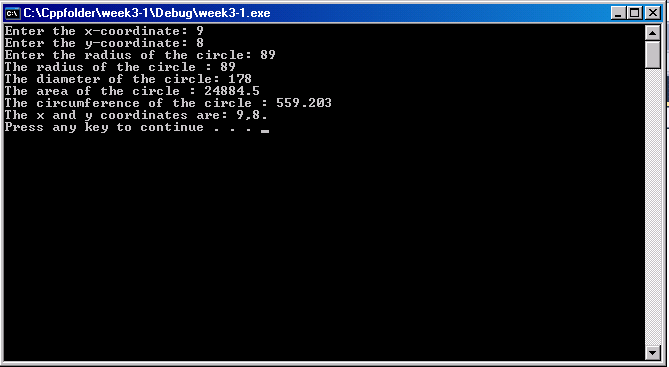 C:\Cppfolder\week3-1\Debug\week3-1.exe
Enter the x-coordinate: 9
Enter the y-coordinate: 8
Enter the radius of the circle: 89
The radius of the circle : 89
The diameter of the circle: 178
The area of the circle : 24884.5
The circumference of the circle : 559.203
The x and y coordinates are: 9,8.
Press any key to continue . . . _